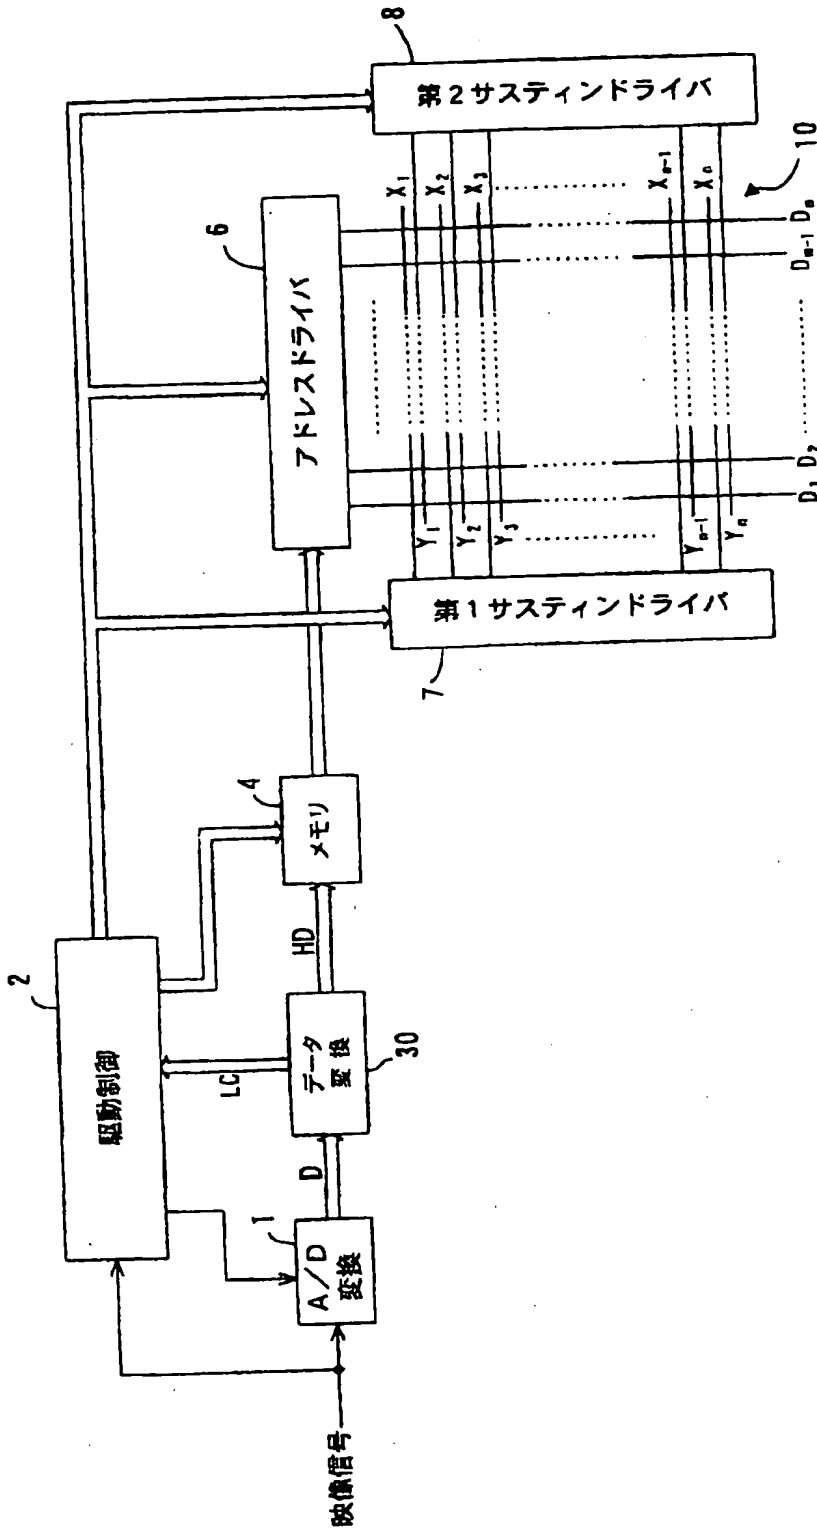 2
駆動制御
映像信号
1
A/D
変換
D
LC
データ
変換
30
HD
4
メモリ
6
アドレスドライバ
7
第1サスティンドライバ
8
第2サスティンドライバ
Y1
Y2
Y3
Yn-1
Yn
X1
X2
X3
Xn-1
Xn
D1 D2 Dm-1 Dm
10